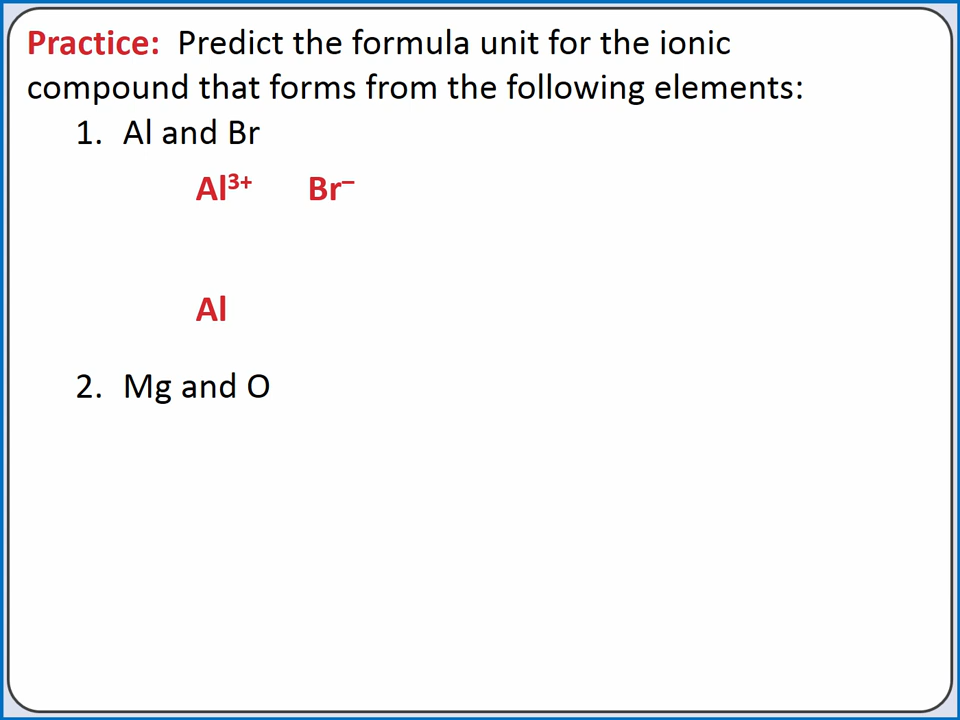 Practice: Predict the formula unit for the ionic
compound that forms from the following elements:
1. Al and Br
Al³⁺ Br⁻
Al
2. Mg and O